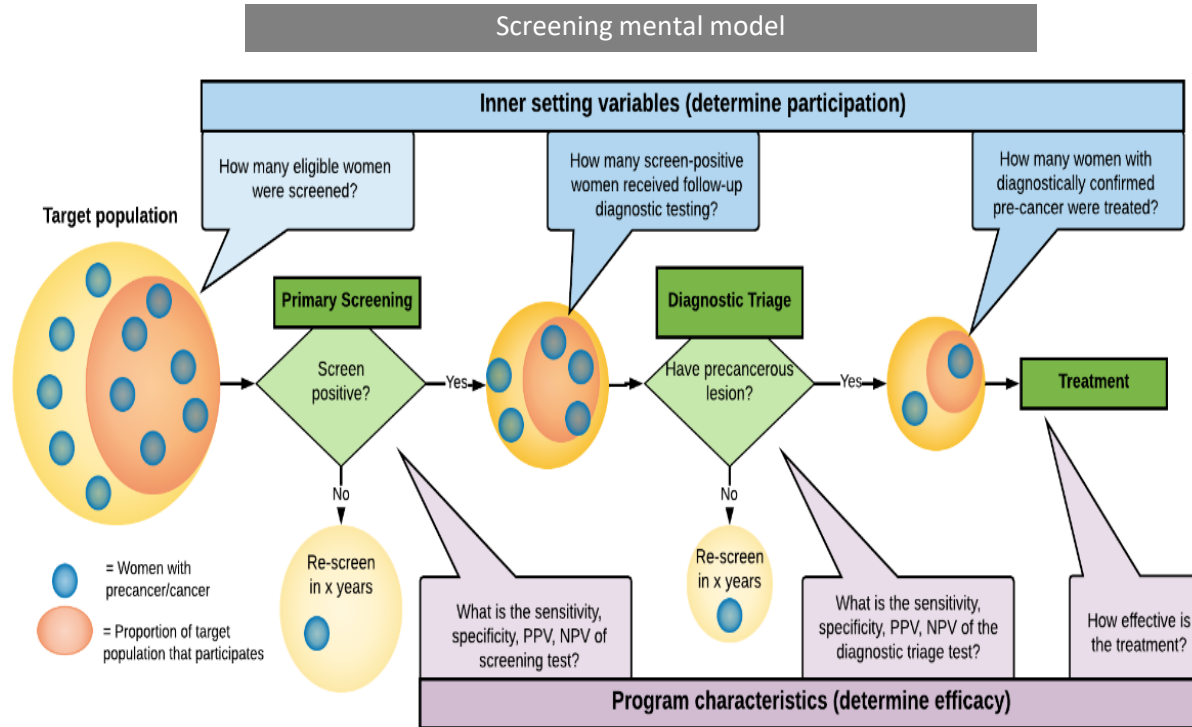 Screening mental model
Inner setting variables (determine participation)
How many eligible women
were screened?
How many screen-positive
women received follow-up
diagnostic testing?
How many women with
diagnostically confirmed
pre-cancer were treated?
Target population
Primary Screening
Diagnostic Triage
Screen
positive?
Yes
Have precancerous
lesion?
Yes
Treatment
No
No
Re-screen
in x years
Re-screen
in x years
= Women with
precancer/cancer
= Proportion of target
population that participates
What is the sensitivity,
specificity, PPV, NPV of
screening test?
What is the sensitivity,
specificity, PPV, NPV of the
diagnostic triage test?
How effective is
the treatment?
Program characteristics (determine efficacy)